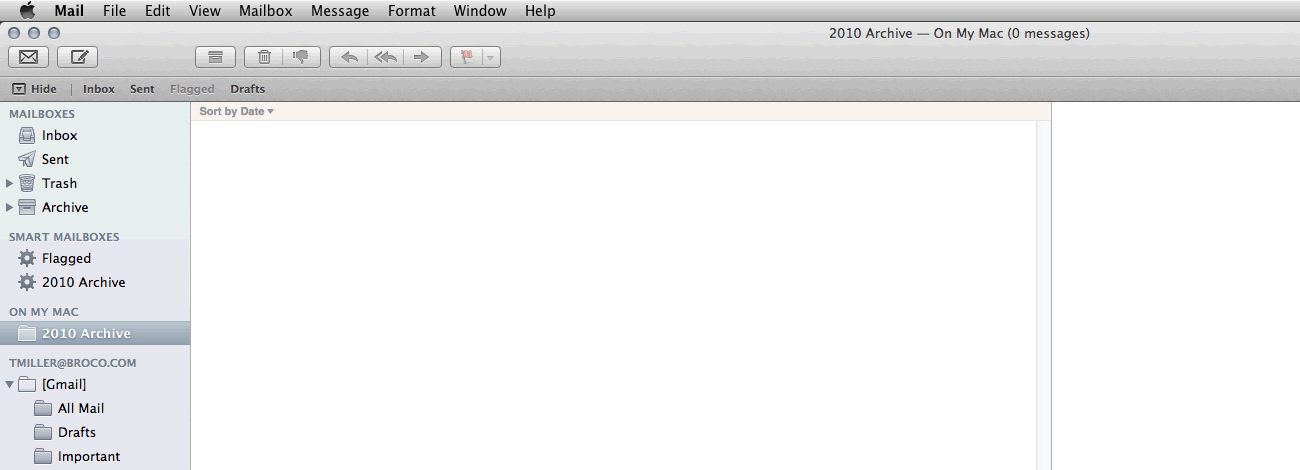 Mail File Edit View Mailbox Message Format Window Help
2010 Archive — On My Mac (0 messages)
Hide Inbox Sent Flagged Drafts
MAILBOXES
Sort by Date
Inbox
Sent
Trash
Archive
SMART MAILBOXES
Flagged
2010 Archive
ON MY MAC
2010 Archive
TMILLER@BROCO.COM
[Gmail]
All Mail
Drafts
Important